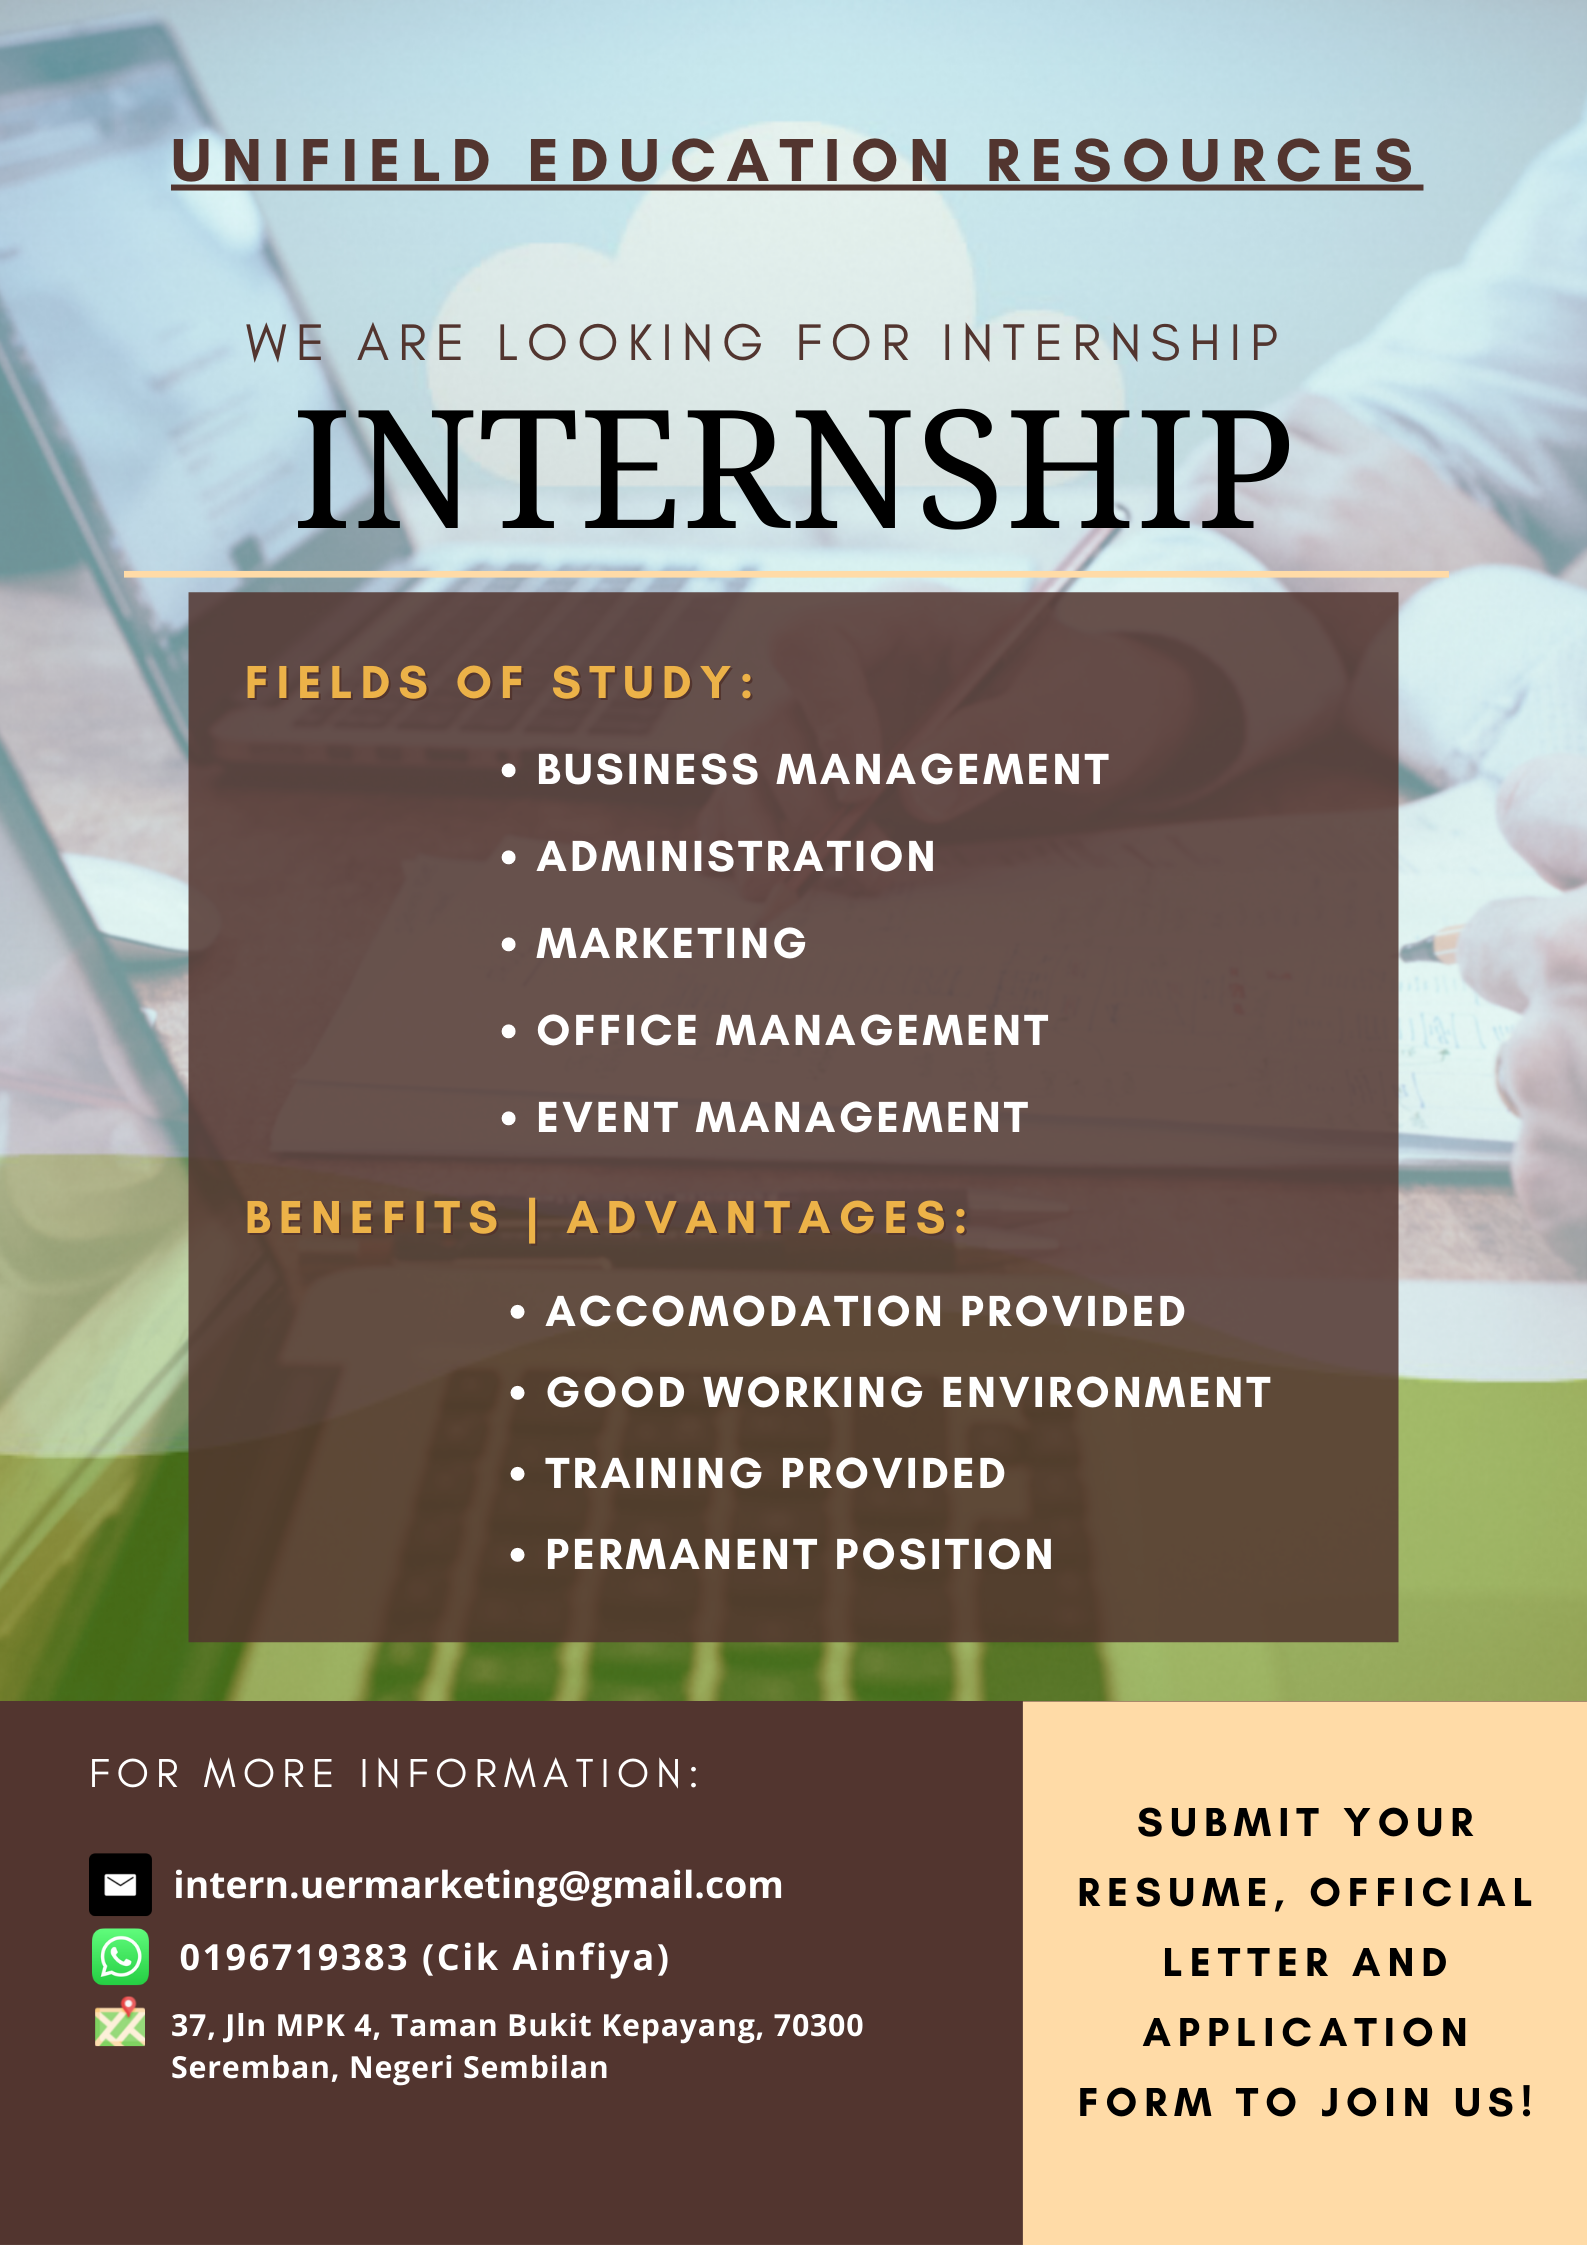 UNIFIELD EDUCATION RESOURCES
WE ARE LOOKING FOR INTERNSHIP
INTERNSHIP
FIELDS OF STUDY:
• BUSINESS MANAGEMENT
• ADMINISTRATION
• MARKETING
• OFFICE MANAGEMENT
• EVENT MANAGEMENT
BENEFITS | ADVANTAGES:
• ACCOMODATION PROVIDED
• GOOD WORKING ENVIRONMENT
• TRAINING PROVIDED
• PERMANENT POSITION
FOR MORE INFORMATION:
intern.uermarketing@gmail.com
0196719383 (Cik Ainfiya)
37, Jln MPK 4, Taman Bukit Kepayang, 70300
Seremban, Negeri Sembilan
SUBMIT YOUR
RESUME, OFFICIAL
LETTER AND
APPLICATION
FORM TO JOIN US!